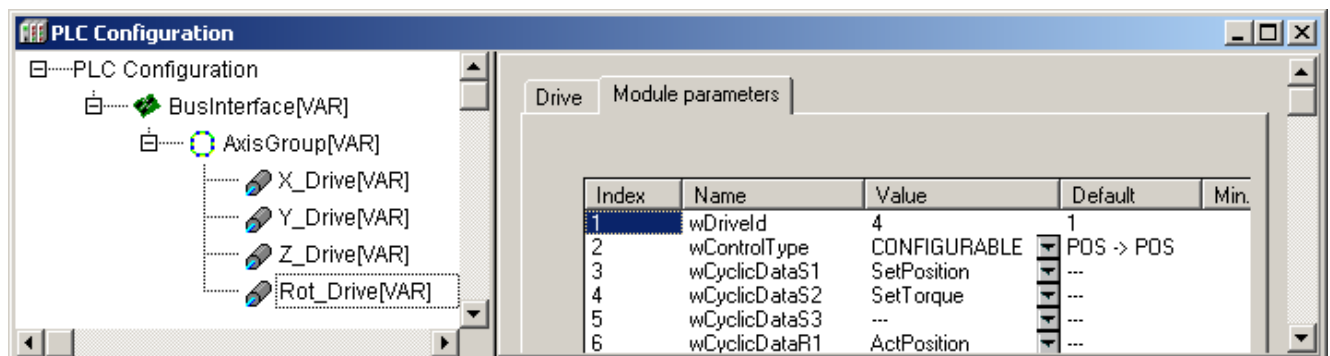 PLC Configuration
PLC Configuration
BusInterface[VAR]
AxisGroup[VAR]
X_Drive[VAR]
Y_Drive[VAR]
Z_Drive[VAR]
Rot_Drive[VAR]
Drive Module parameters
Index Name Value Default Min.
1 wDriveId 4 1
2 wControlType CONFIGURABLE POS -> POS
3 wCyclicDataS1 SetPosition ---
4 wCyclicDataS2 SetTorque ---
5 wCyclicDataS3 --- ---
6 wCyclicDataR1 ActPosition ---